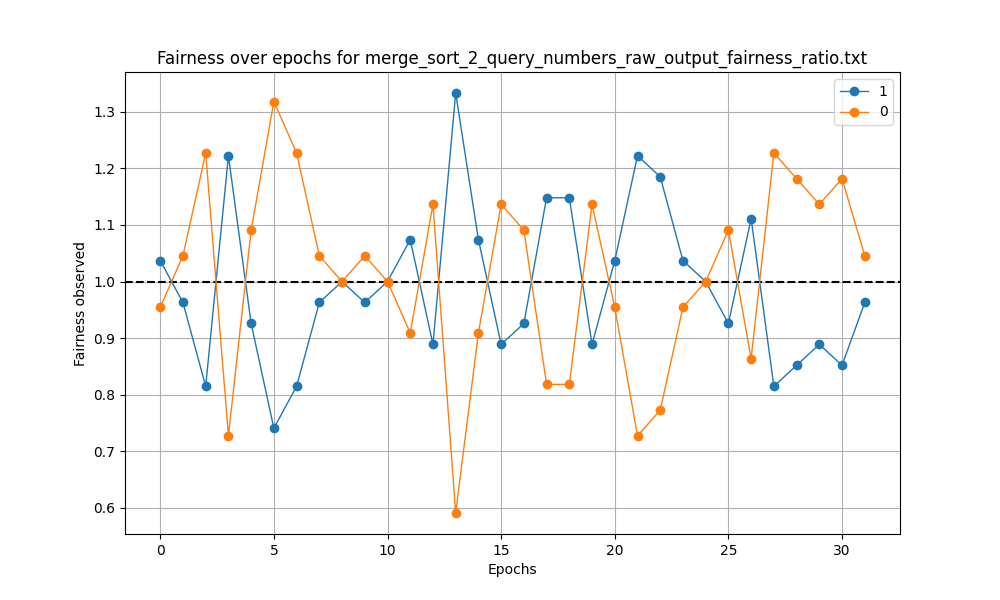 Fairness over epochs for merge_sort_2_query_numbers_raw_output_fairness_ratio.txt
1
0
1.3
1.2
1.1
1.0
0.9
0.8
0.7
0.6
Fairness observed
0 5 10 15 20 25 30
Epochs